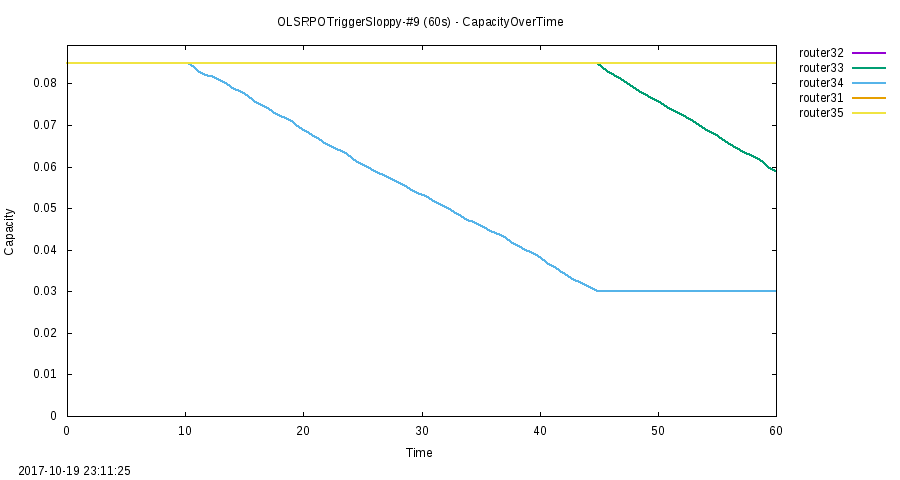 OLSRPOTriggerSloppy-#9 (60s) - CapacityOverTime
router32
router33
router34
router31
router35
0.08
0.07
0.06
0.05
0.04
0.03
0.02
0.01
0
Capacity
0 10 20 30 40 50 60
Time
2017-10-19 23:11:25